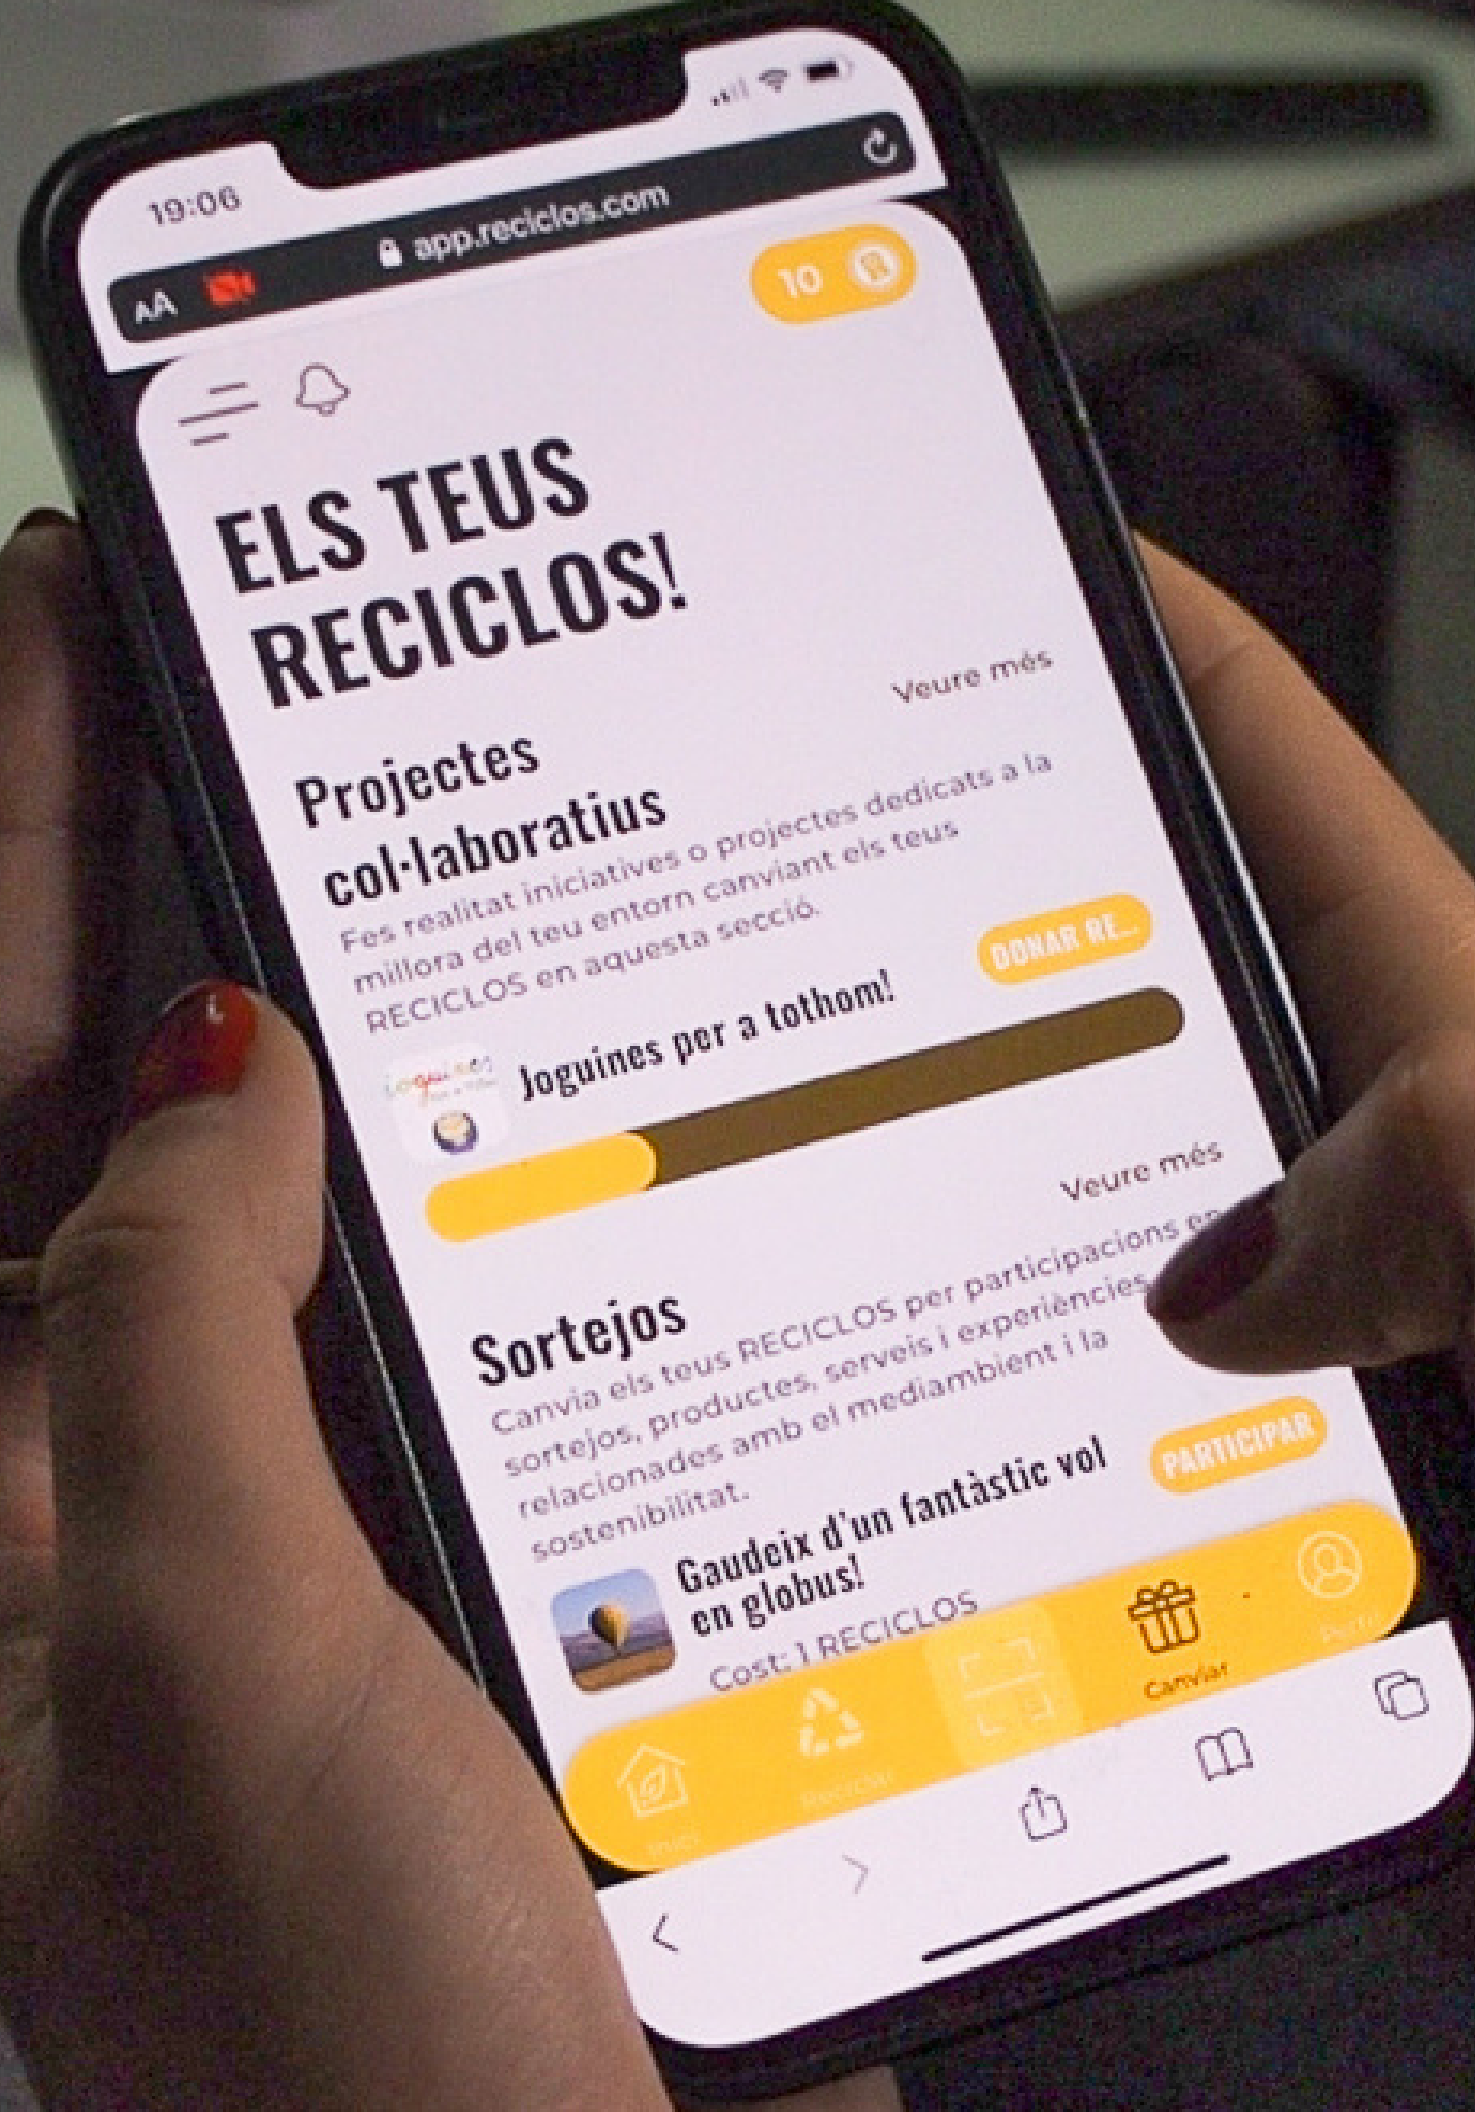 19:06
AA app.reciclos.com
10
ELS TEUS
RECICLOS!
Veure més
Projectes
col·laboratius
Fes realitat iniciatives o projectes dedicats a la
millora del teu entorn canviant els teus
RECICLOS en aquesta secció.
DONAR RE...
Joguines per a tothom!
Veure més
Sortejos
Canvia els teus RECICLOS per participacions en
sortejos, productes, serveis i experiències
relacionades amb el mediambient i la
sostenibilitat.
PARTICIPAR
Gaudeix d'un fantàstic vol
en globus!
Cost: 1 RECICLOS
Inici
Reciclar
Canviar
Perfil